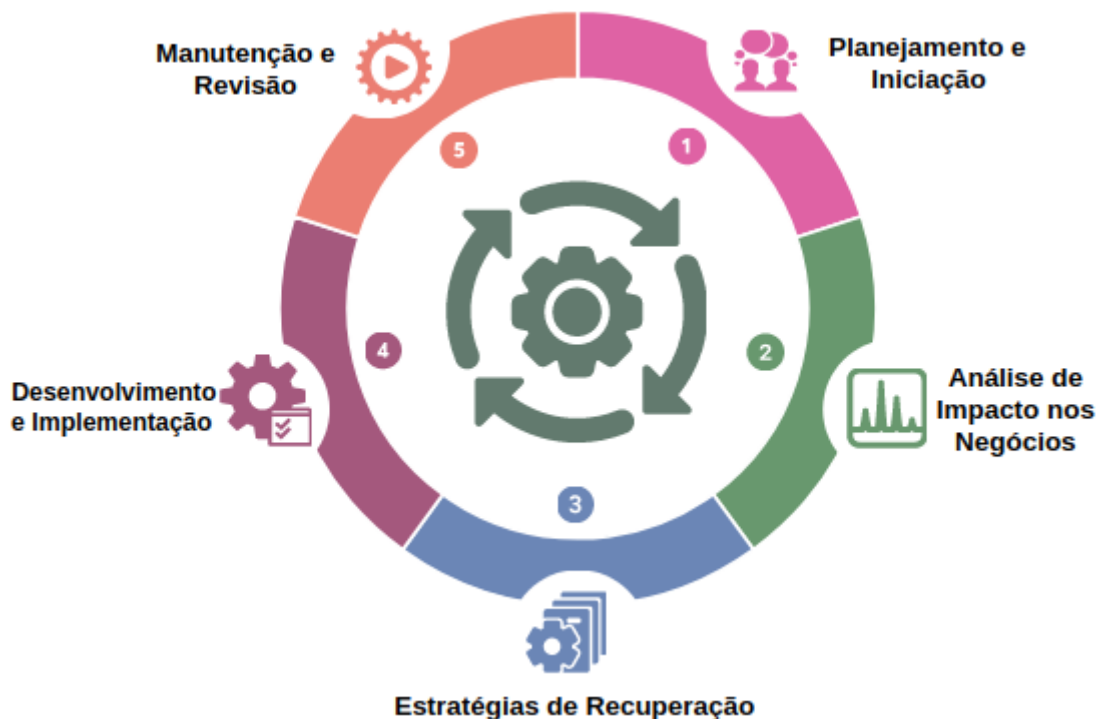 Planejamento e
Iniciação
1
Análise de
Impacto nos
Negócios
2
Estratégias de Recuperação
3
Desenvolvimento
e Implementação
4
Manutenção e
Revisão
5